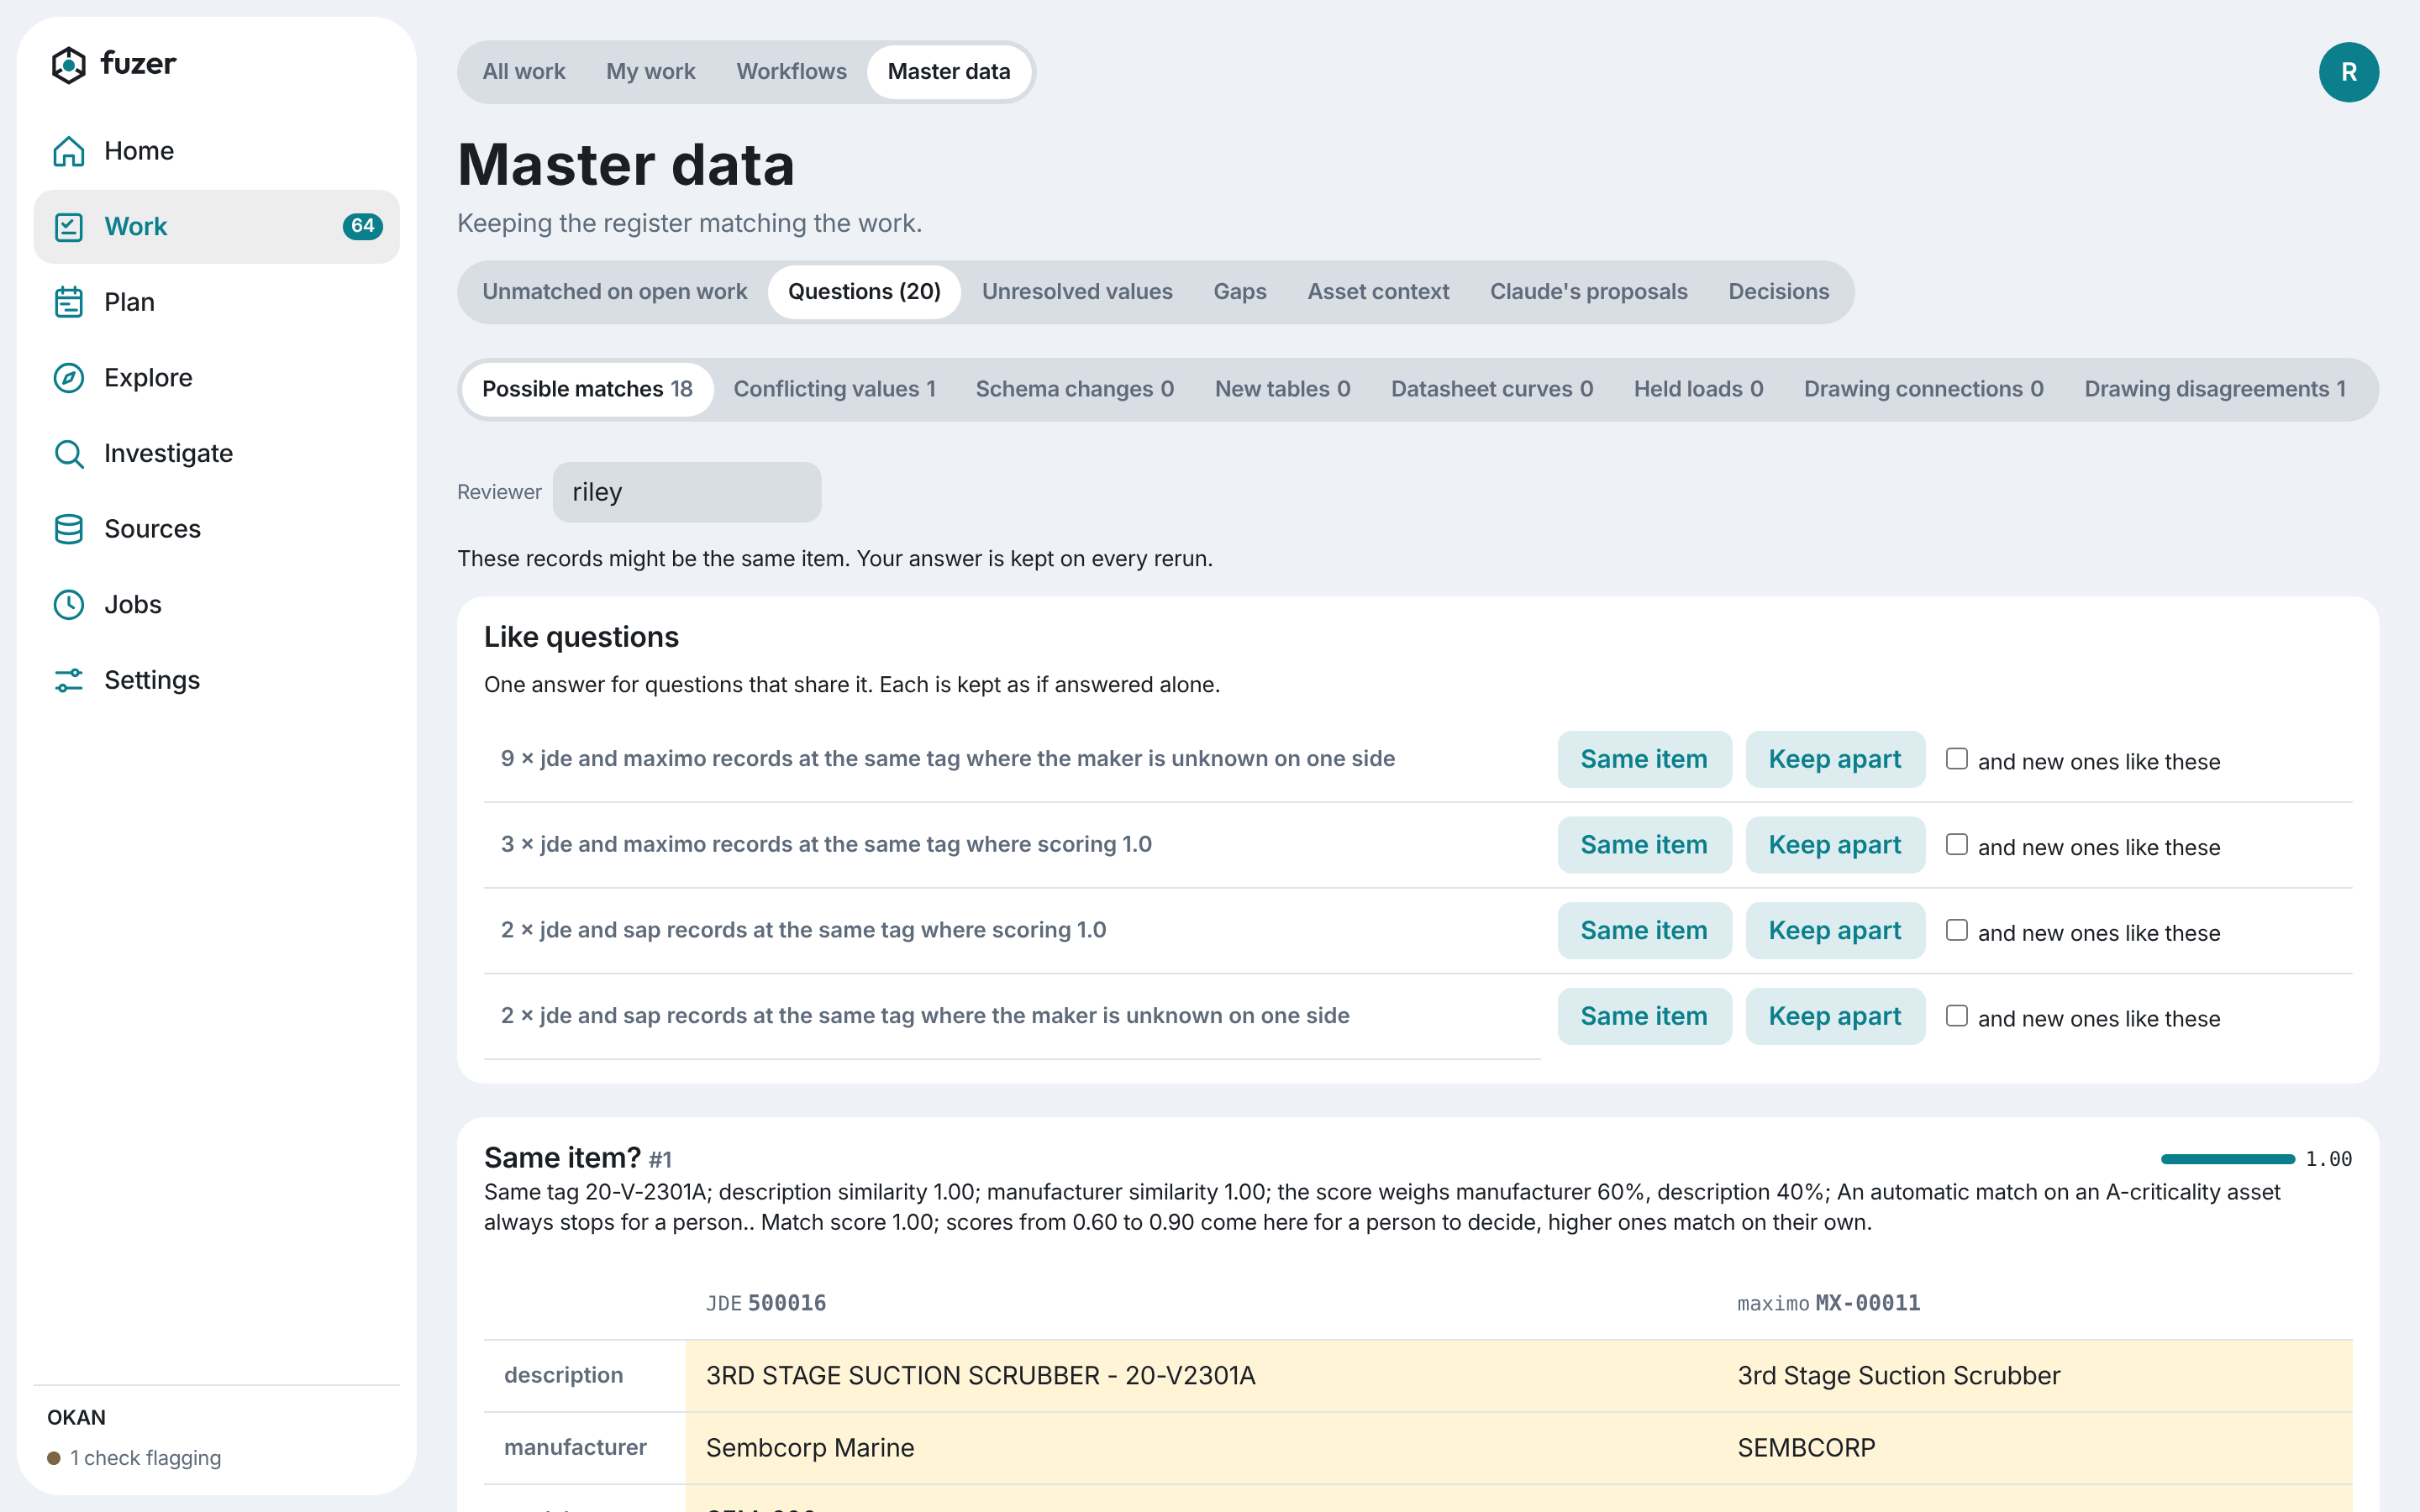 fuzer
Home
Work 64
Plan
Explore
Investigate
Sources
Jobs
Settings
OKAN
1 check flagging
All work My work Workflows Master data
R
Master data
Keeping the register matching the work.
Unmatched on open work Questions (20) Unresolved values Gaps Asset context Claude's proposals Decisions
Possible matches 18 Conflicting values 1 Schema changes 0 New tables 0 Datasheet curves 0 Held loads 0 Drawing connections 0 Drawing disagreements 1
Reviewer riley
These records might be the same item. Your answer is kept on every rerun.
Like questions
One answer for questions that share it. Each is kept as if answered alone.
9 × jde and maximo records at the same tag where the maker is unknown on one side Same item Keep apart and new ones like these
3 × jde and maximo records at the same tag where scoring 1.0 Same item Keep apart and new ones like these
2 × jde and sap records at the same tag where scoring 1.0 Same item Keep apart and new ones like these
2 × jde and sap records at the same tag where the maker is unknown on one side Same item Keep apart and new ones like these
Same item? #1 1.00
Same tag 20-V-2301A; description similarity 1.00; manufacturer similarity 1.00; the score weighs manufacturer 60%, description 40%; An automatic match on an A-criticality asset
always stops for a person.. Match score 1.00; scores from 0.60 to 0.90 come here for a person to decide, higher ones match on their own.
JDE 500016 maximo MX-00011
description 3RD STAGE SUCTION SCRUBBER - 20-V2301A 3rd Stage Suction Scrubber
manufacturer Sembcorp Marine SEMBCORP